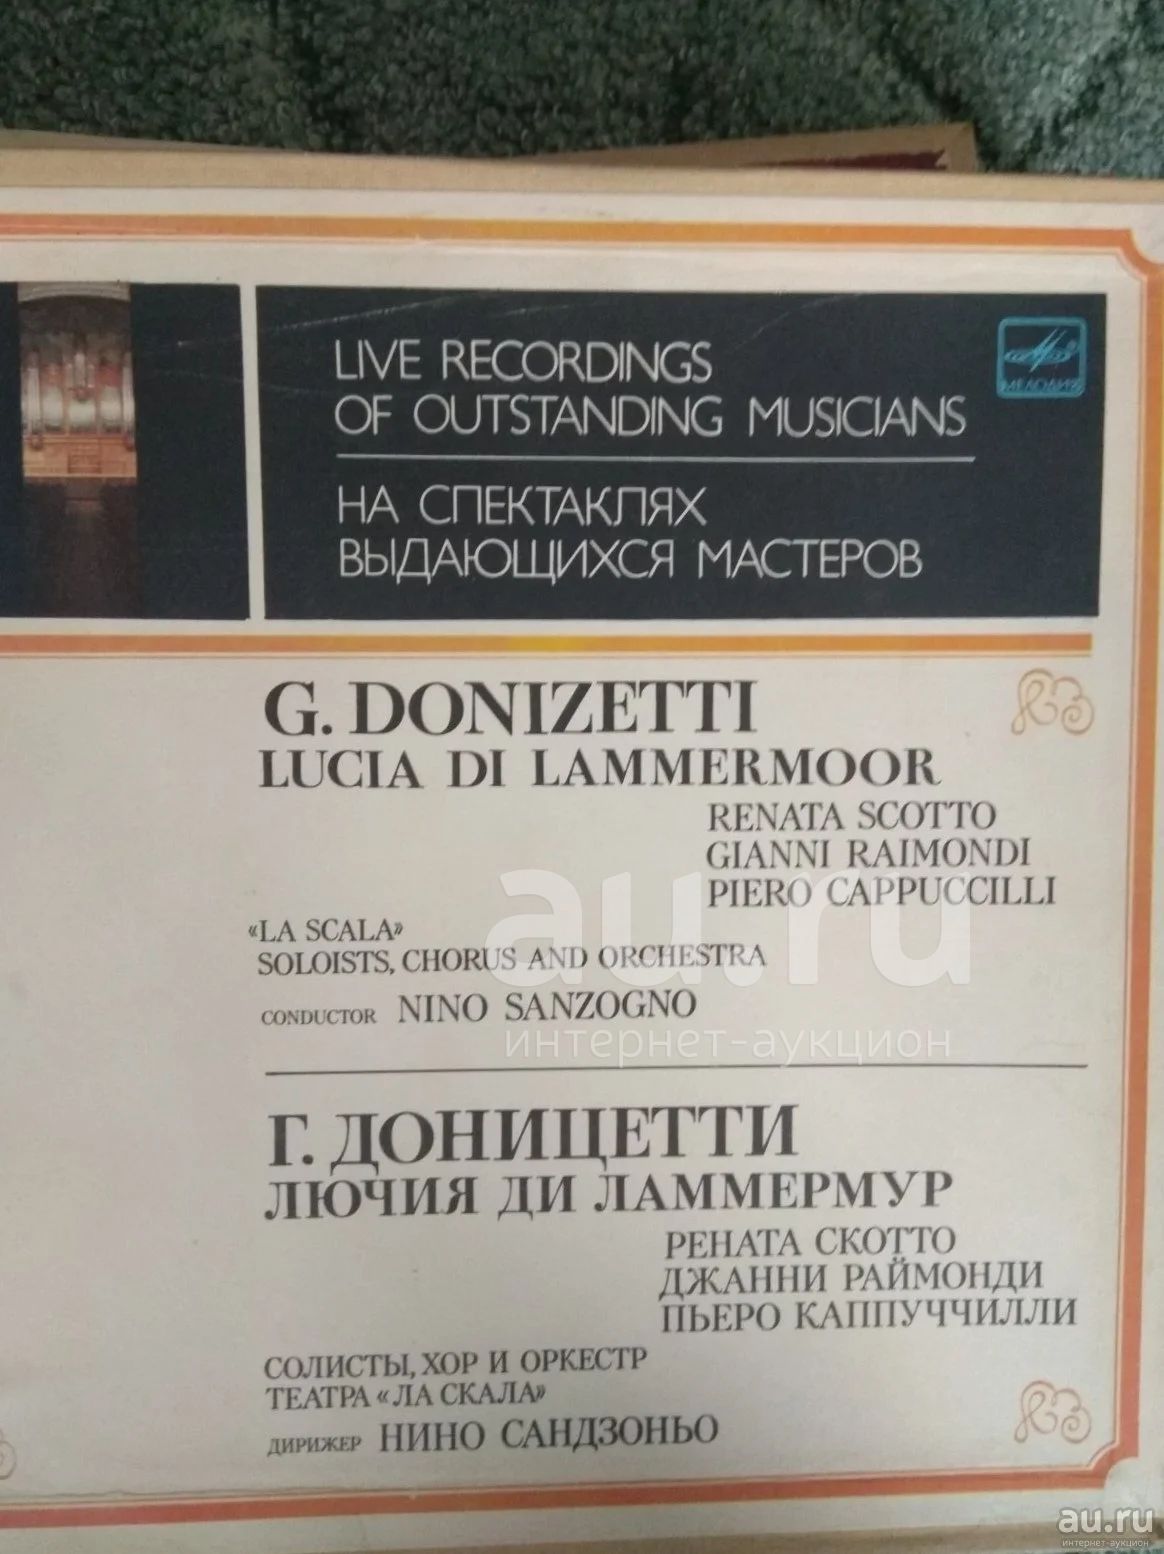 LIVE RECORDINGS
OF OUTSTANDING MUSICIANS
МЕЛОДИЯ
НА СПЕКТАКЛЯХ
ВЫДАЮЩИХСЯ МАСТЕРОВ
G. DONIZETTI
LUCIA DI LAMMERMOOR
RENATA SCOTTO
GIANNI RAIMONDI
PIERO CAPPUCCILLI
«LA SCALA»
SOLOISTS, CHORUS AND ORCHESTRA
CONDUCTOR NINO SANZOGNO
au.ru
интернет-аукцион
Г. ДОНИЦЕТТИ
ЛЮЧИЯ ДИ ЛАММЕРМУР
РЕНАТА СКОТТО
ДЖАННИ РАЙМОНДИ
ПЬЕРО КАППУЧЧИЛЛИ
СОЛИСТЫ, ХОР И ОРКЕСТР
ТЕАТРА «ЛА СКАЛА»
ДИРИЖЕР НИНО САНДЗОНЬО
au.ru
интернет-аукцион